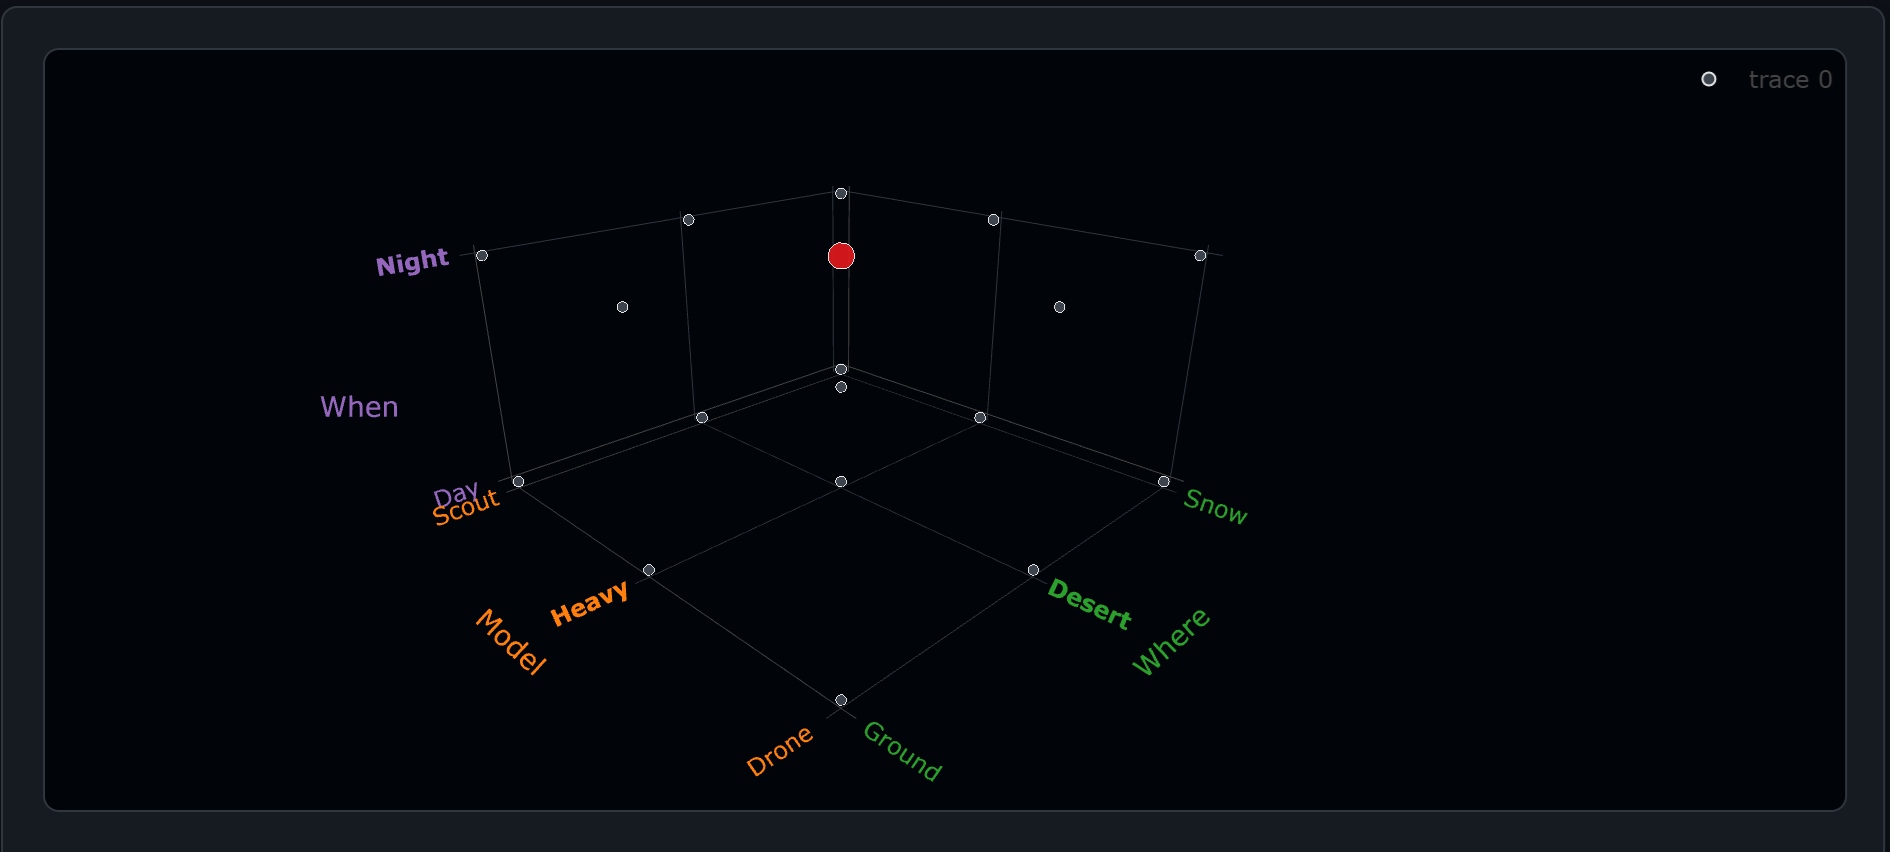 trace 0
Night
When
Day
Scout
Snow
Heavy
Desert
Model
Where
Drone
Ground